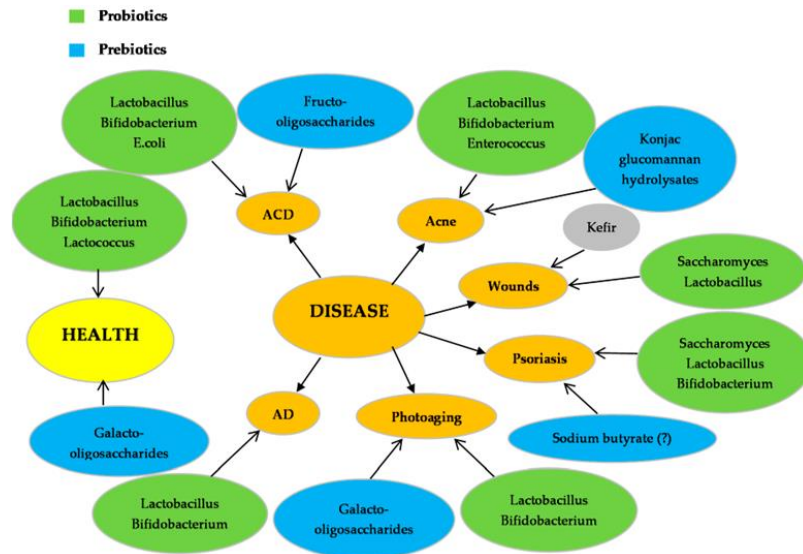 Probiotics
Prebiotics
Lactobacillus
Bifidobacterium
E.coli
Fructo-
oligosaccharides
Lactobacillus
Bifidobacterium
Enterococcus
Konjac
glucomannan
hydrolysates
Lactobacillus
Bifidobacterium
Lactococcus
ACD
Acne
Kefir
Saccharomyces
Lactobacillus
Wounds
DISEASE
HEALTH
Psoriasis
Saccharomyces
Lactobacillus
Bifidobacterium
AD
Photoaging
Galacto-
oligosaccharides
Sodium butyrate (?)
Lactobacillus
Bifidobacterium
Galacto-
oligosaccharides
Lactobacillus
Bifidobacterium